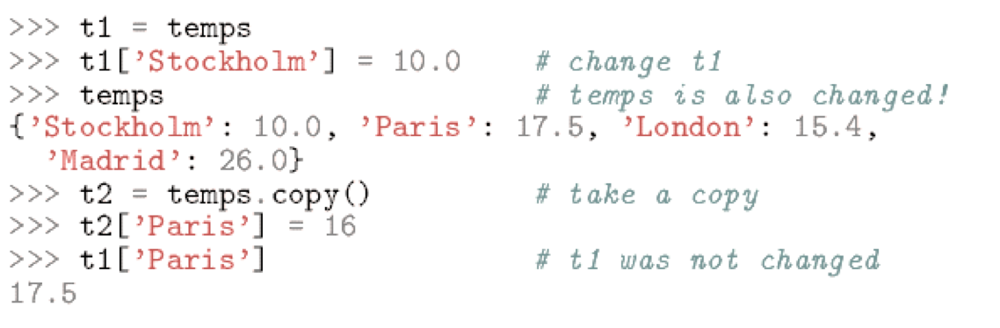 >>> t1 = temps
>>> t1['Stockholm'] = 10.0 # change t1
>>> temps # temps is also changed!
{'Stockholm': 10.0, 'Paris': 17.5, 'London': 15.4,
'Madrid': 26.0}
>>> t2 = temps.copy() # take a copy
>>> t2['Paris'] = 16
>>> t1['Paris'] # t1 was not changed
17.5